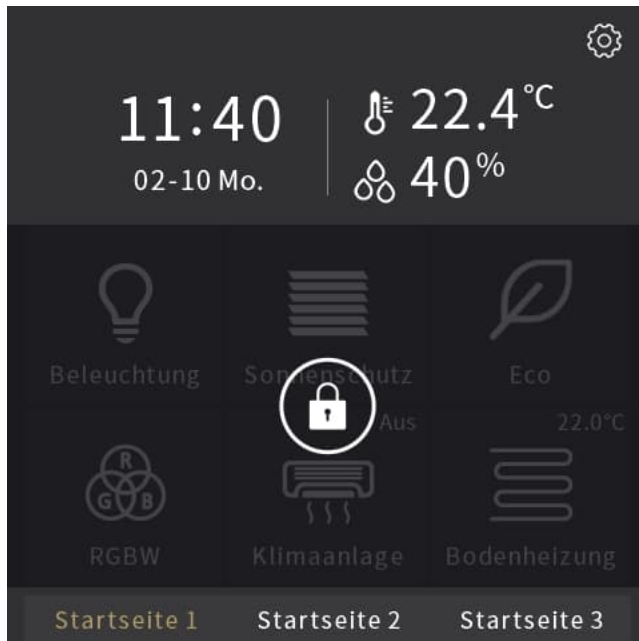 11:40
02-10 Mo.
22.4°C
40%
Beleuchtung
Sonnenschutz
Eco
Aus
22.0°C
R
G B
RGBW
Klimaanlage
Bodenheizung
Startseite 1
Startseite 2
Startseite 3